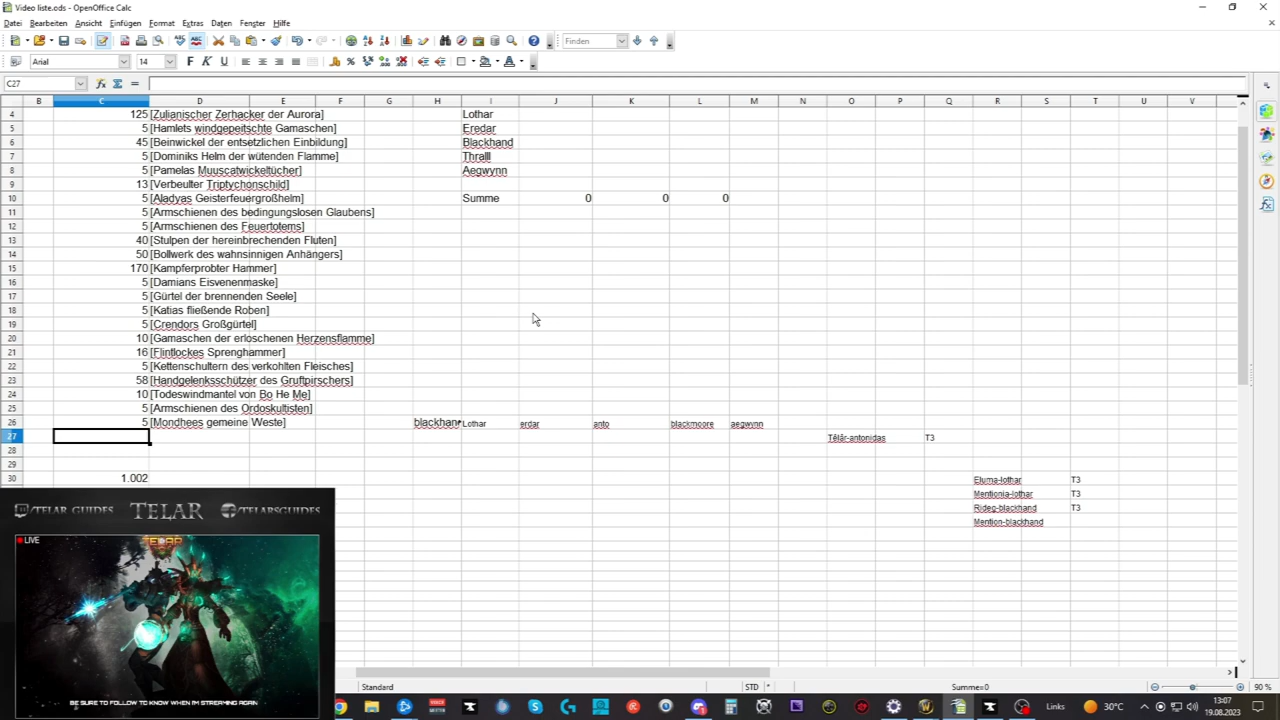 Video liste.ods - OpenOffice Calc
Datei Bearbeiten Ansicht Einfügen Format Extras Daten Fenster Hilfe
Finden
Arial 14
C27
B C D E F G H I J K L M N O P Q R S T U V
4 125 [Zulianischer Zerhacker der Aurora] Lothar
5 5 [Hamlets windgepeitschte Gamaschen] Eredar
6 45 [Beinwickel der entsetzlichen Einbildung] Blackhand
7 5 [Dominiks Helm der wütenden Flamme] Thralll
8 5 [Pamelas Muuscatwickeltücher] Aegwynn
9 13 [Verbeulter Triptychonschild]
10 5 [Aladyas Geisterfeuergroßhelm] Summe 0 0 0
11 5 [Armschienen des bedingungslosen Glaubens]
12 5 [Armschienen des Feuertotems]
13 40 [Stulpen der hereinbrechenden Fluten]
14 50 [Bollwerk des wahnsinnigen Anhängers]
15 170 [Kampferprobter Hammer]
16 5 [Damians Eisvenenmaske]
17 5 [Gürtel der brennenden Seele]
18 5 [Katias fließende Roben]
19 5 [Crendors Großgürtel]
20 10 [Gamaschen der erloschenen Herzensflamme]
21 16 [Flintlockes Sprenghammer]
22 5 [Kettenschultern des verkohlten Fleisches]
23 58 [Handgelenksschützer des Gruftpirschers]
24 10 [Todeswindmantel von Bo He Me]
25 5 [Armschienen des Ordoskultisten]
26 5 [Mondhees gemeine Weste] blackhan Lothar erdar anto blackmoore aegwynn
27 Têlâr-antonidas T3
28
29
30 1.002 Eluma-lothar T3
Mentionia-lothar T3
Rideg-blackhand T3
Mention-blackhand
/TELAR GUIDES TELAR /TELARSGUIDES
LIVE
TELAR
BE SURE TO FOLLOW TO KNOW WHEN I'M STREAMING AGAIN
Standard STD * Summe=0 90 %
Links 30°C 13:07
19.08.2023